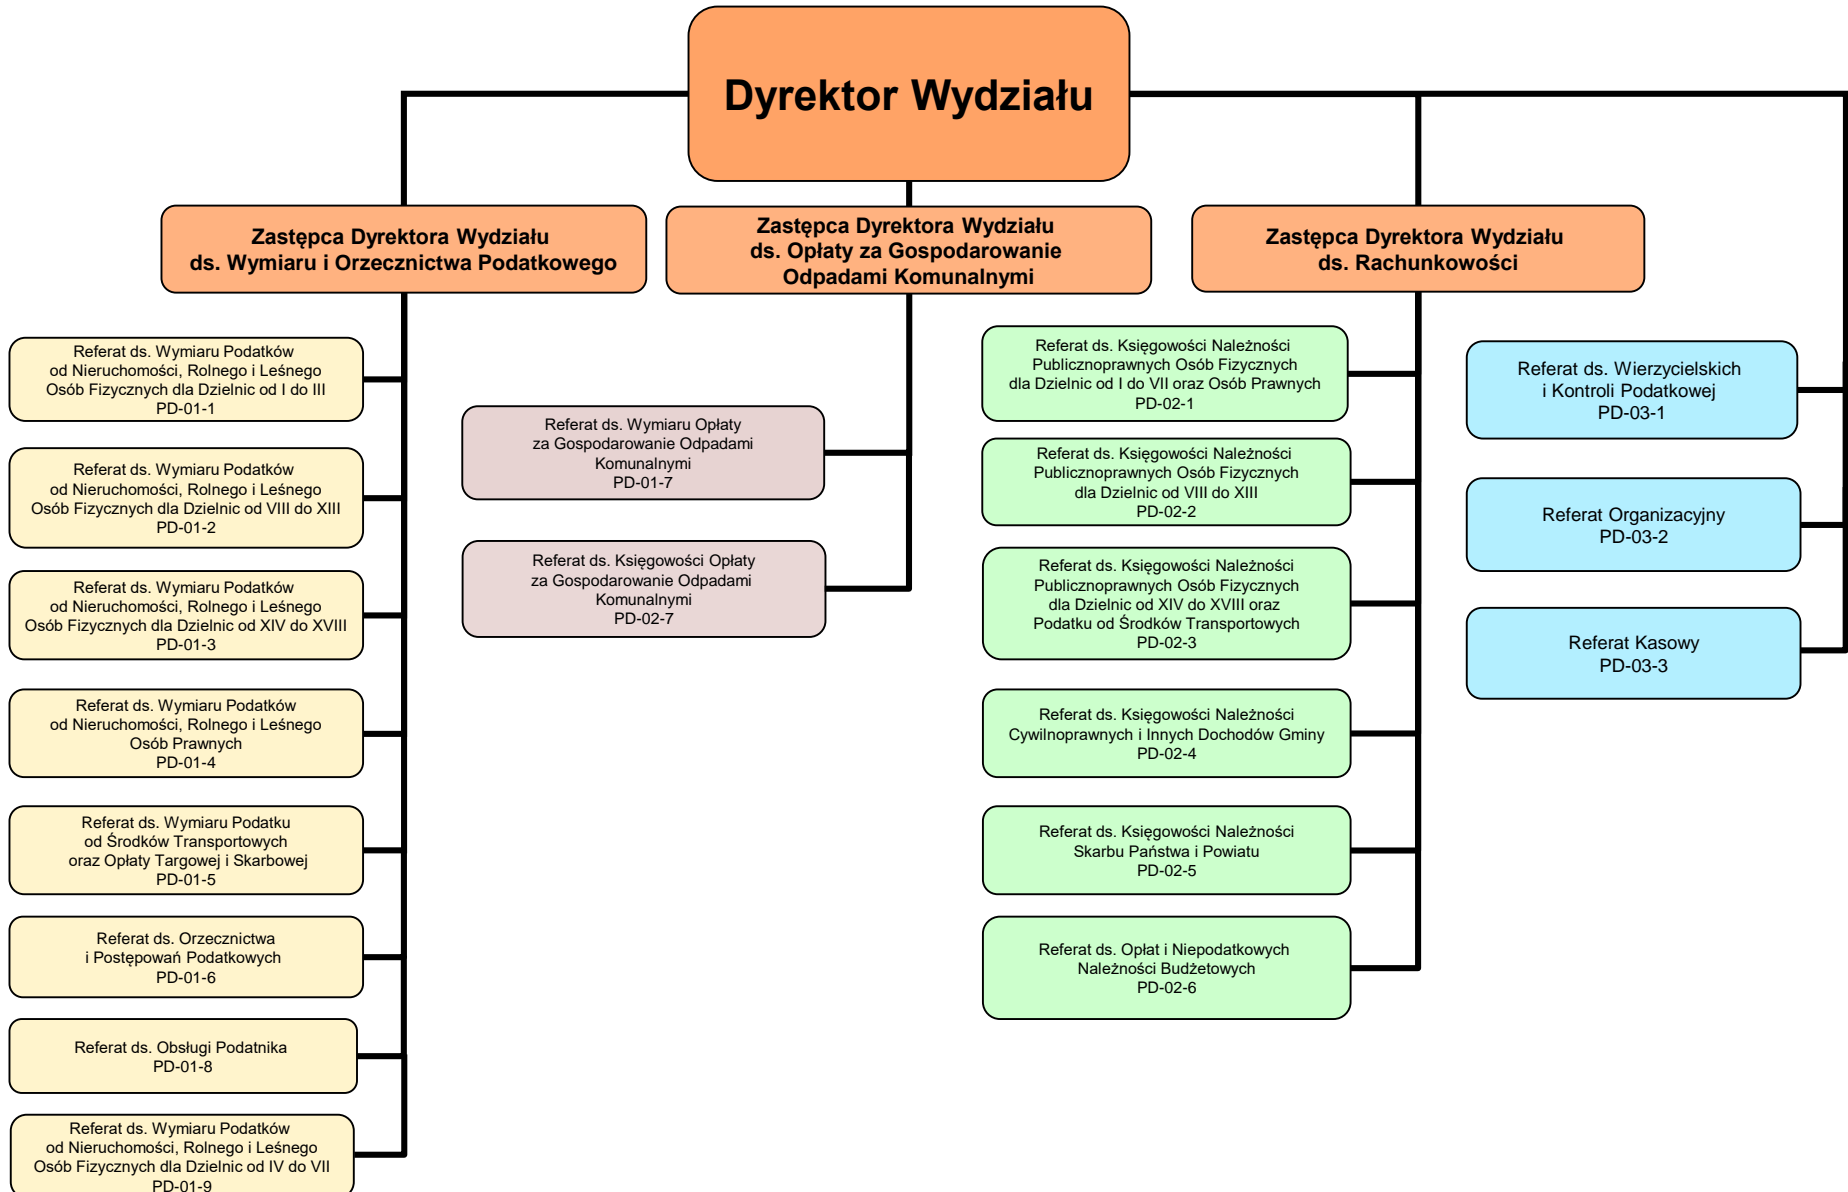 Dyrektor Wydziału
Zastępca Dyrektora Wydziału
ds. Wymiaru i Orzecznictwa Podatkowego
Zastępca Dyrektora Wydziału
ds. Opłaty za Gospodarowanie
Odpadami Komunalnymi
Zastępca Dyrektora Wydziału
ds. Rachunkowości
Referat ds. Wymiaru Podatków
od Nieruchomości, Rolnego i Leśnego
Osób Fizycznych dla Dzielnic od I do III
PD-01-1
Referat ds. Wymiaru Podatków
od Nieruchomości, Rolnego i Leśnego
Osób Fizycznych dla Dzielnic od VIII do XIII
PD-01-2
Referat ds. Wymiaru Podatków
od Nieruchomości, Rolnego i Leśnego
Osób Fizycznych dla Dzielnic od XIV do XVIII
PD-01-3
Referat ds. Wymiaru Podatków
od Nieruchomości, Rolnego i Leśnego
Osób Prawnych
PD-01-4
Referat ds. Wymiaru Podatku
od Środków Transportowych
oraz Opłaty Targowej i Skarbowej
PD-01-5
Referat ds. Orzecznictwa
i Postępowań Podatkowych
PD-01-6
Referat ds. Obsługi Podatnika
PD-01-8
Referat ds. Wymiaru Podatków
od Nieruchomości, Rolnego i Leśnego
Osób Fizycznych dla Dzielnic od IV do VII
PD-01-9
Referat ds. Wymiaru Opłaty
za Gospodarowanie Odpadami
Komunalnymi
PD-01-7
Referat ds. Księgowości Opłaty
za Gospodarowanie Odpadami
Komunalnymi
PD-02-7
Referat ds. Księgowości Należności
Publicznoprawnych Osób Fizycznych
dla Dzielnic od I do VII oraz Osób Prawnych
PD-02-1
Referat ds. Księgowości Należności
Publicznoprawnych Osób Fizycznych
dla Dzielnic od VIII do XIII
PD-02-2
Referat ds. Księgowości Należności
Publicznoprawnych Osób Fizycznych
dla Dzielnic od XIV do XVIII oraz
Podatku od Środków Transportowych
PD-02-3
Referat ds. Księgowości Należności
Cywilnoprawnych i Innych Dochodów Gminy
PD-02-4
Referat ds. Księgowości Należności
Skarbu Państwa i Powiatu
PD-02-5
Referat ds. Opłat i Niepodatkowych
Należności Budżetowych
PD-02-6
Referat ds. Wierzycielskich
i Kontroli Podatkowej
PD-03-1
Referat Organizacyjny
PD-03-2
Referat Kasowy
PD-03-3